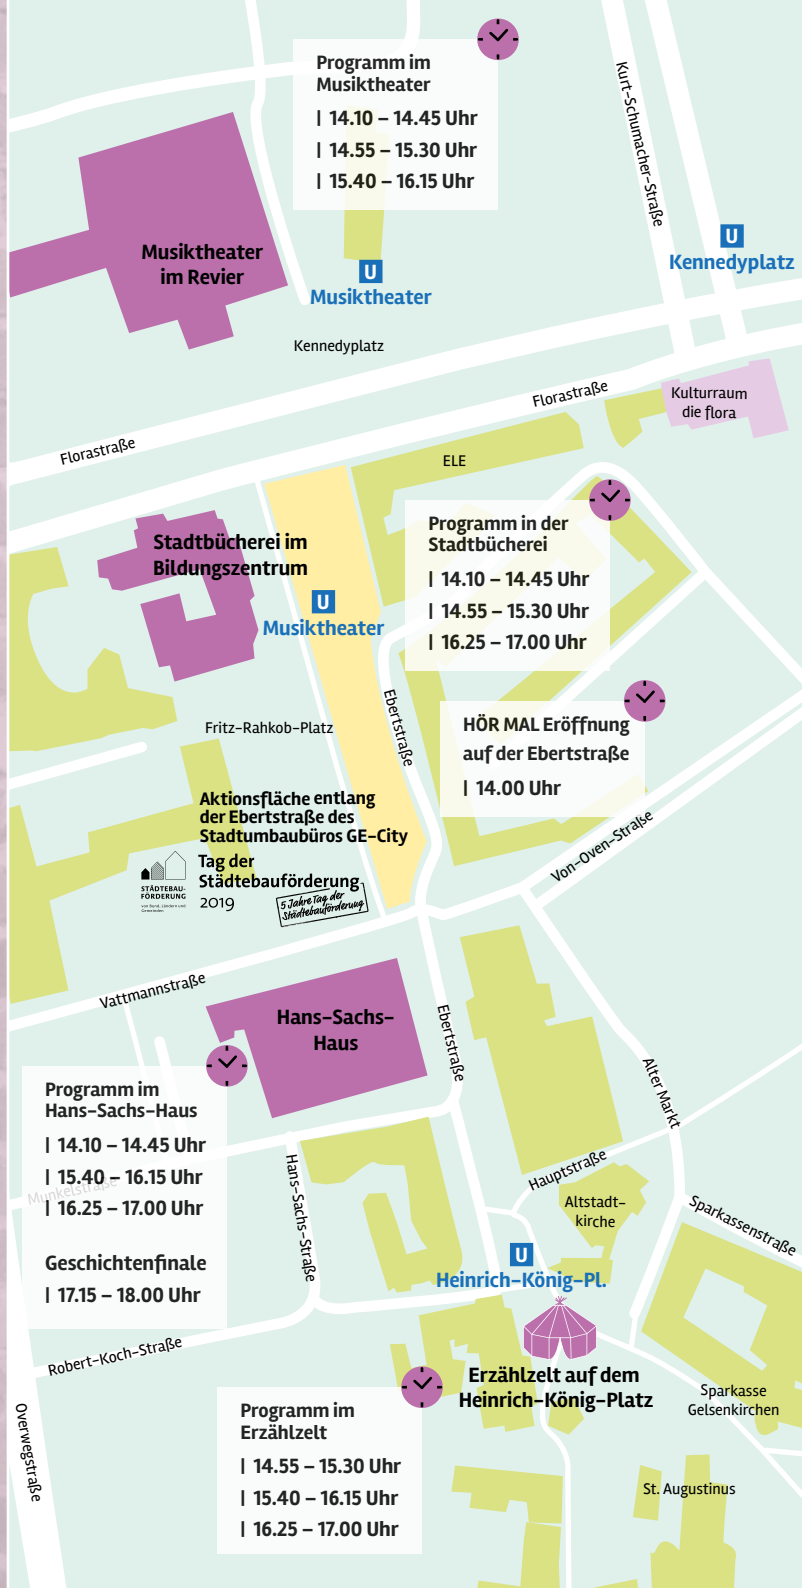 Programm im
Musiktheater
| 14.10 – 14.45 Uhr
| 14.55 – 15.30 Uhr
| 15.40 – 16.15 Uhr
Kurt-Schumacher-Straße
U
Kennedyplatz
Musiktheater
im Revier
U
Musiktheater
Kennedyplatz
Florastraße
Kulturraum
die flora
Florastraße
ELE
Programm in der
Stadtbücherei
| 14.10 – 14.45 Uhr
| 14.55 – 15.30 Uhr
| 16.25 – 17.00 Uhr
Stadtbücherei im
Bildungszentrum
U
Musiktheater
Ebertstraße
Fritz-Rahkob-Platz
HÖR MAL Eröffnung
auf der Ebertstraße
| 14.00 Uhr
Aktionsfläche entlang
der Ebertstraße des
Stadtumbaubüros GE-City
Von-Oven-Straße
STÄDTEBAU-
FÖRDERUNG
von Bund, Ländern und
Gemeinden
Tag der
Städtebauförderung
2019
5 Jahre Tag der
Städtebauförderung
Vattmannstraße
Hans-Sachs-
Haus
Ebertstraße
Alter Markt
Programm im
Hans-Sachs-Haus
| 14.10 – 14.45 Uhr
| 15.40 – 16.15 Uhr
| 16.25 – 17.00 Uhr
Munkelstraße
Geschichtenfinale
| 17.15 – 18.00 Uhr
Hans-Sachs-Straße
Hauptstraße
Altstadt-
kirche
Sparkassenstraße
U
Heinrich-König-Pl.
Robert-Koch-Straße
Erzählzelt auf dem
Heinrich-König-Platz
Sparkasse
Gelsenkirchen
Overwegstraße
Programm im
Erzählzelt
| 14.55 – 15.30 Uhr
| 15.40 – 16.15 Uhr
| 16.25 – 17.00 Uhr
St. Augustinus